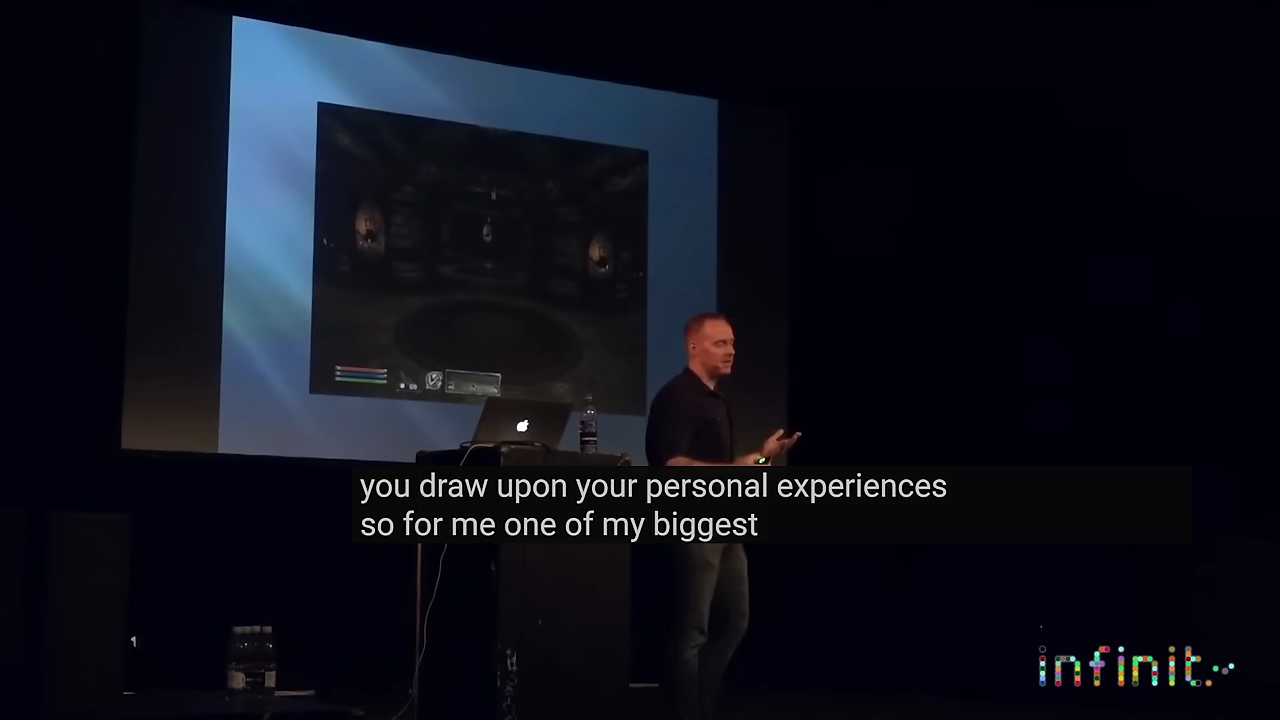 you draw upon your personal experiences
so for me one of my biggest
infinit